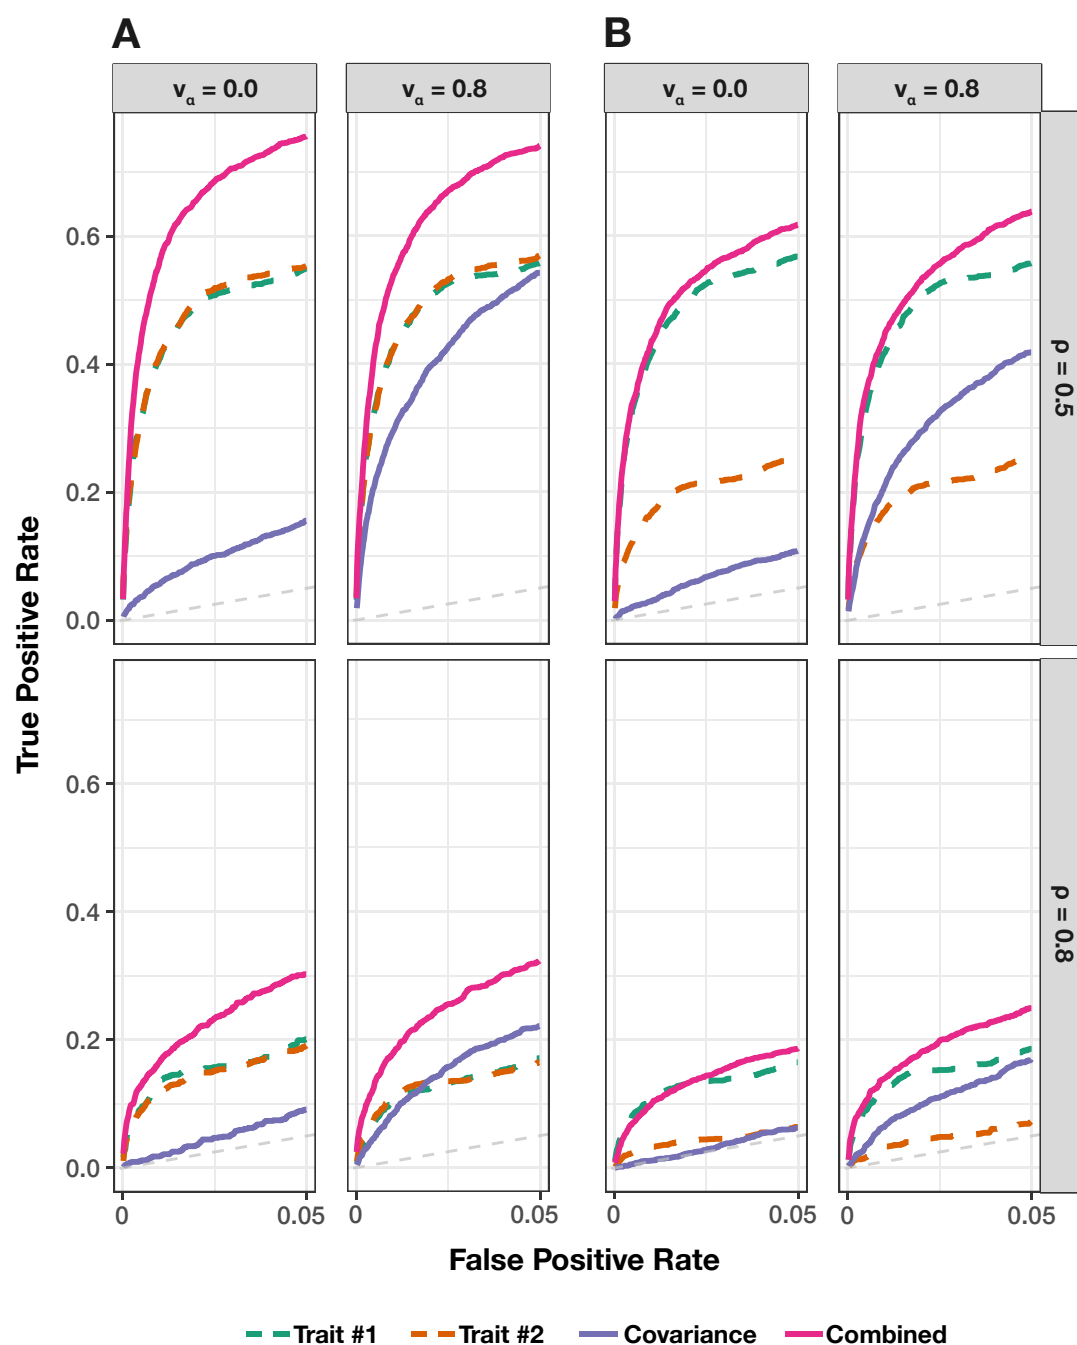 A B
vα = 0.0 vα = 0.8 vα = 0.0 vα = 0.8
0.6
0.4
0.2
0.0
ρ = 0.5
True Positive Rate
0.6
0.4
0.2
0.0
ρ = 0.8
0 0.05 0 0.05 0 0.05 0 0.05
False Positive Rate
Trait #1 Trait #2 Covariance Combined